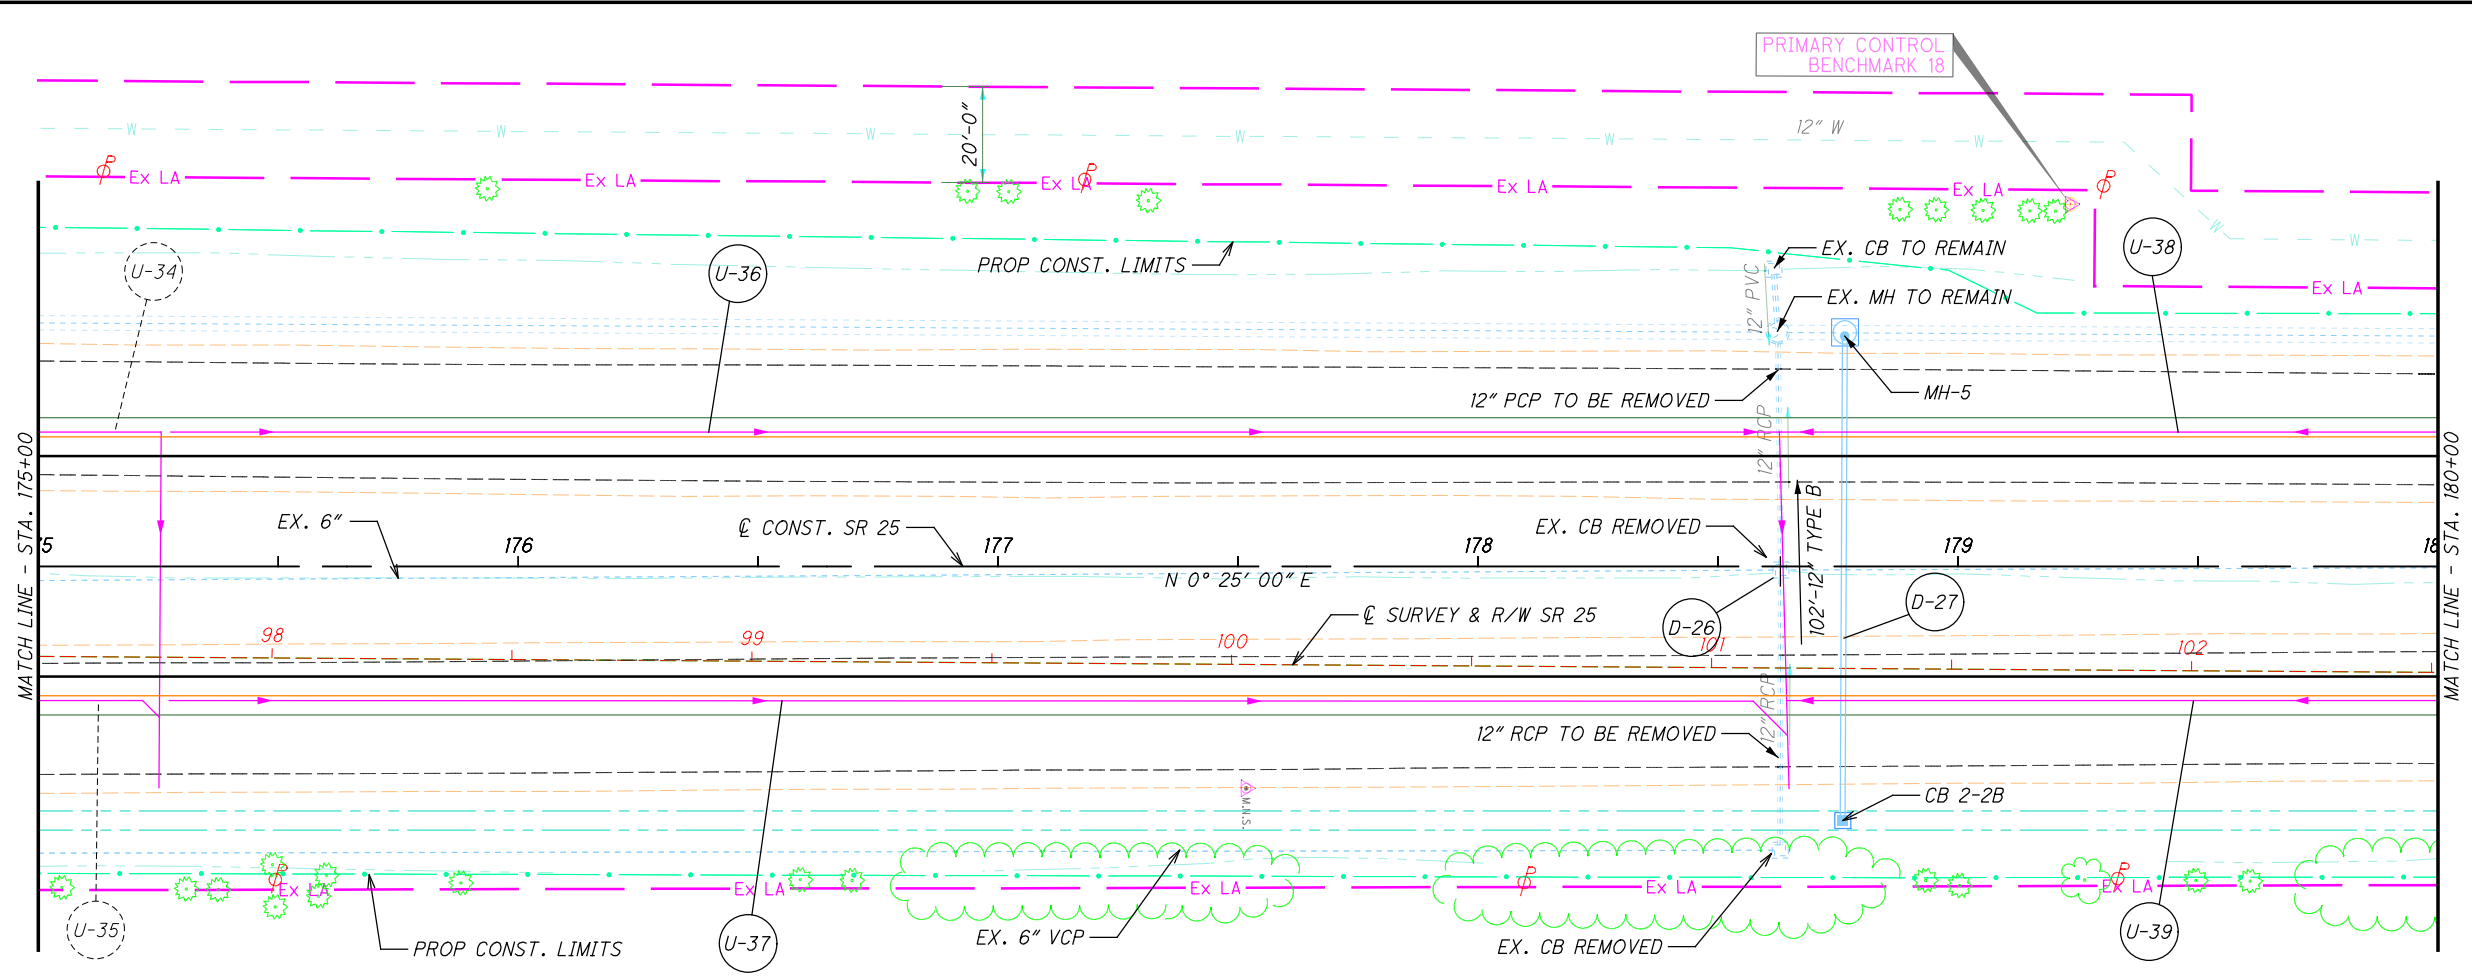 PRIMARY CONTROL
BENCHMARK 18
W
W
W
W
W
W
12" W
20'-0"
Ex LA
Ex LA
Ex LA
Ex LA
Ex LA
P
P
P
W
W
U-34
U-36
PROP CONST. LIMITS
EX. CB TO REMAIN
U-38
12" PVC
EX. MH TO REMAIN
Ex LA
12" PCP TO BE REMOVED
MH-5
12" RCP
MATCH LINE - STA. 175+00
MATCH LINE - STA. 180+00
EX. 6"
℄ CONST. SR 25
EX. CB REMOVED
102'-12" TYPE B
5
176
177
178
179
18
N 0° 25' 00" E
℄ SURVEY & R/W SR 25
D-26
D-27
98
99
100
101
102
12" RCP
12" RCP TO BE REMOVED
M.N.S.
CB 2-2B
P
Ex LA
Ex LA
Ex LA
P
Ex LA
P
Ex LA
U-35
PROP CONST. LIMITS
U-37
EX. 6" VCP
EX. CB REMOVED
U-39